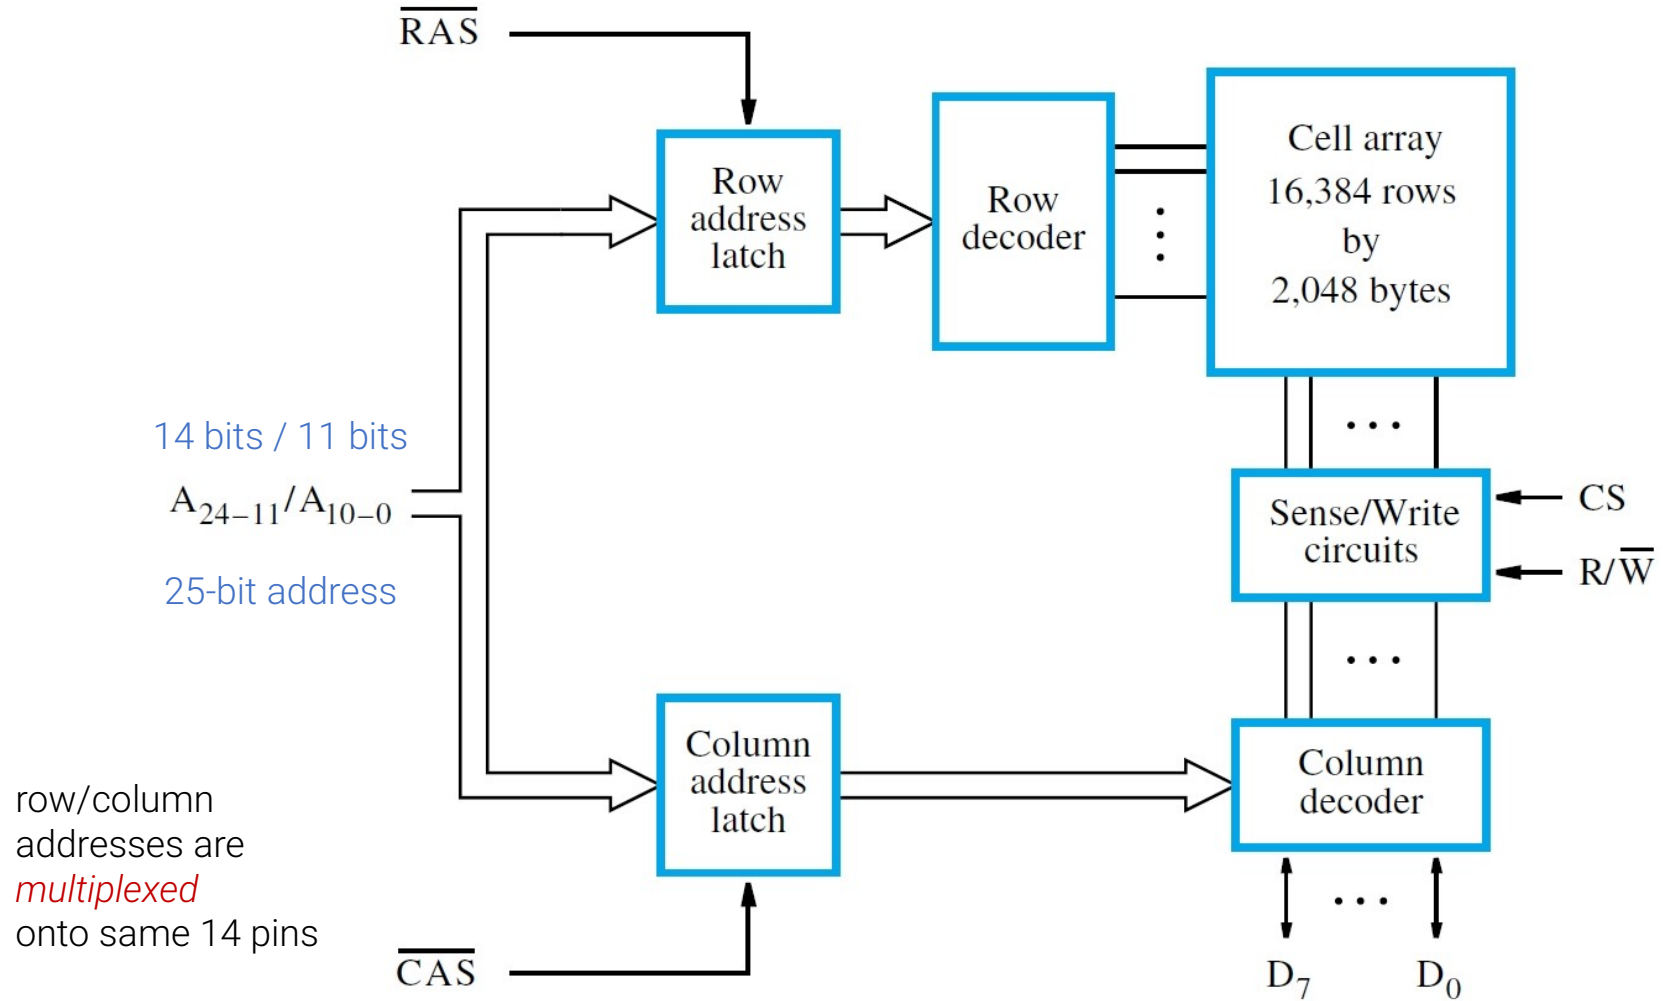 R̅A̅S̅
Row
address
latch
Row
decoder
Cell array
16,384 rows
by
2,048 bytes
14 bits / 11 bits
A₂₄₋₁₁/A₁₀₋₀
25-bit address
Sense/Write
circuits
CS
R/W̅
Column
address
latch
Column
decoder
row/column
addresses are
multiplexed
onto same 14 pins
C̅A̅S̅
D₇
D₀